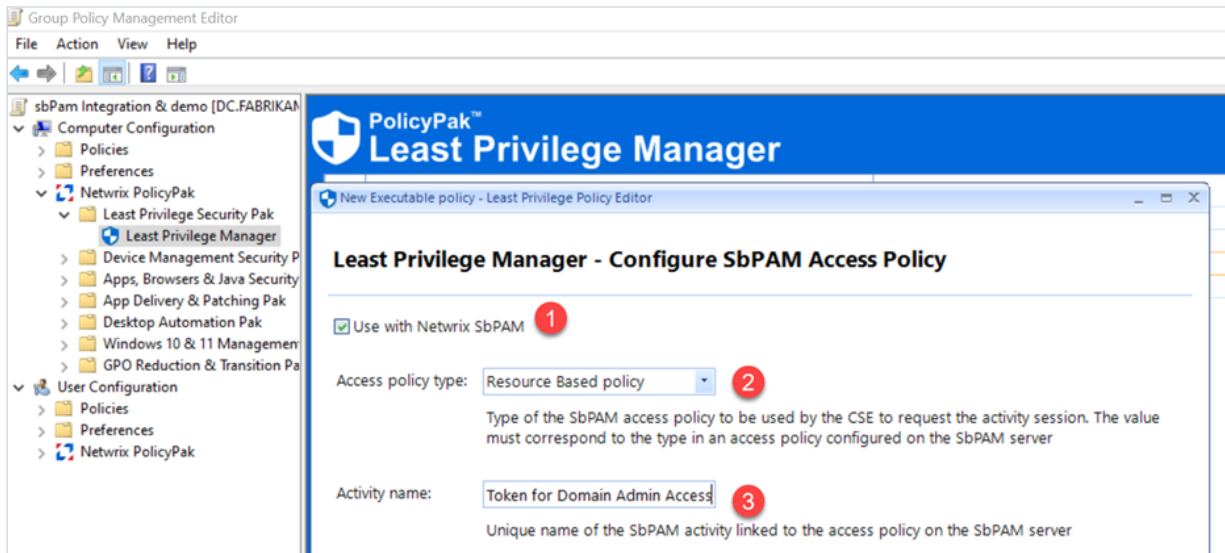 Group Policy Management Editor
File Action View Help
sbPam Integration & demo [DC.FABRIKAN
Computer Configuration
Policies
Preferences
Netwrix PolicyPak
Least Privilege Security Pak
Least Privilege Manager
Device Management Security P
Apps, Browsers & Java Security
App Delivery & Patching Pak
Desktop Automation Pak
Windows 10 & 11 Managemen
GPO Reduction & Transition Pa
User Configuration
Policies
Preferences
Netwrix PolicyPak
PolicyPak™
Least Privilege Manager
New Executable policy - Least Privilege Policy Editor
Least Privilege Manager - Configure SbPAM Access Policy
Use with Netwrix SbPAM 1
Access policy type: Resource Based policy 2
Type of the SbPAM access policy to be used by the CSE to request the activity session. The value
must correspond to the type in an access policy configured on the SbPAM server
Activity name: Token for Domain Admin Access 3
Unique name of the SbPAM activity linked to the access policy on the SbPAM server